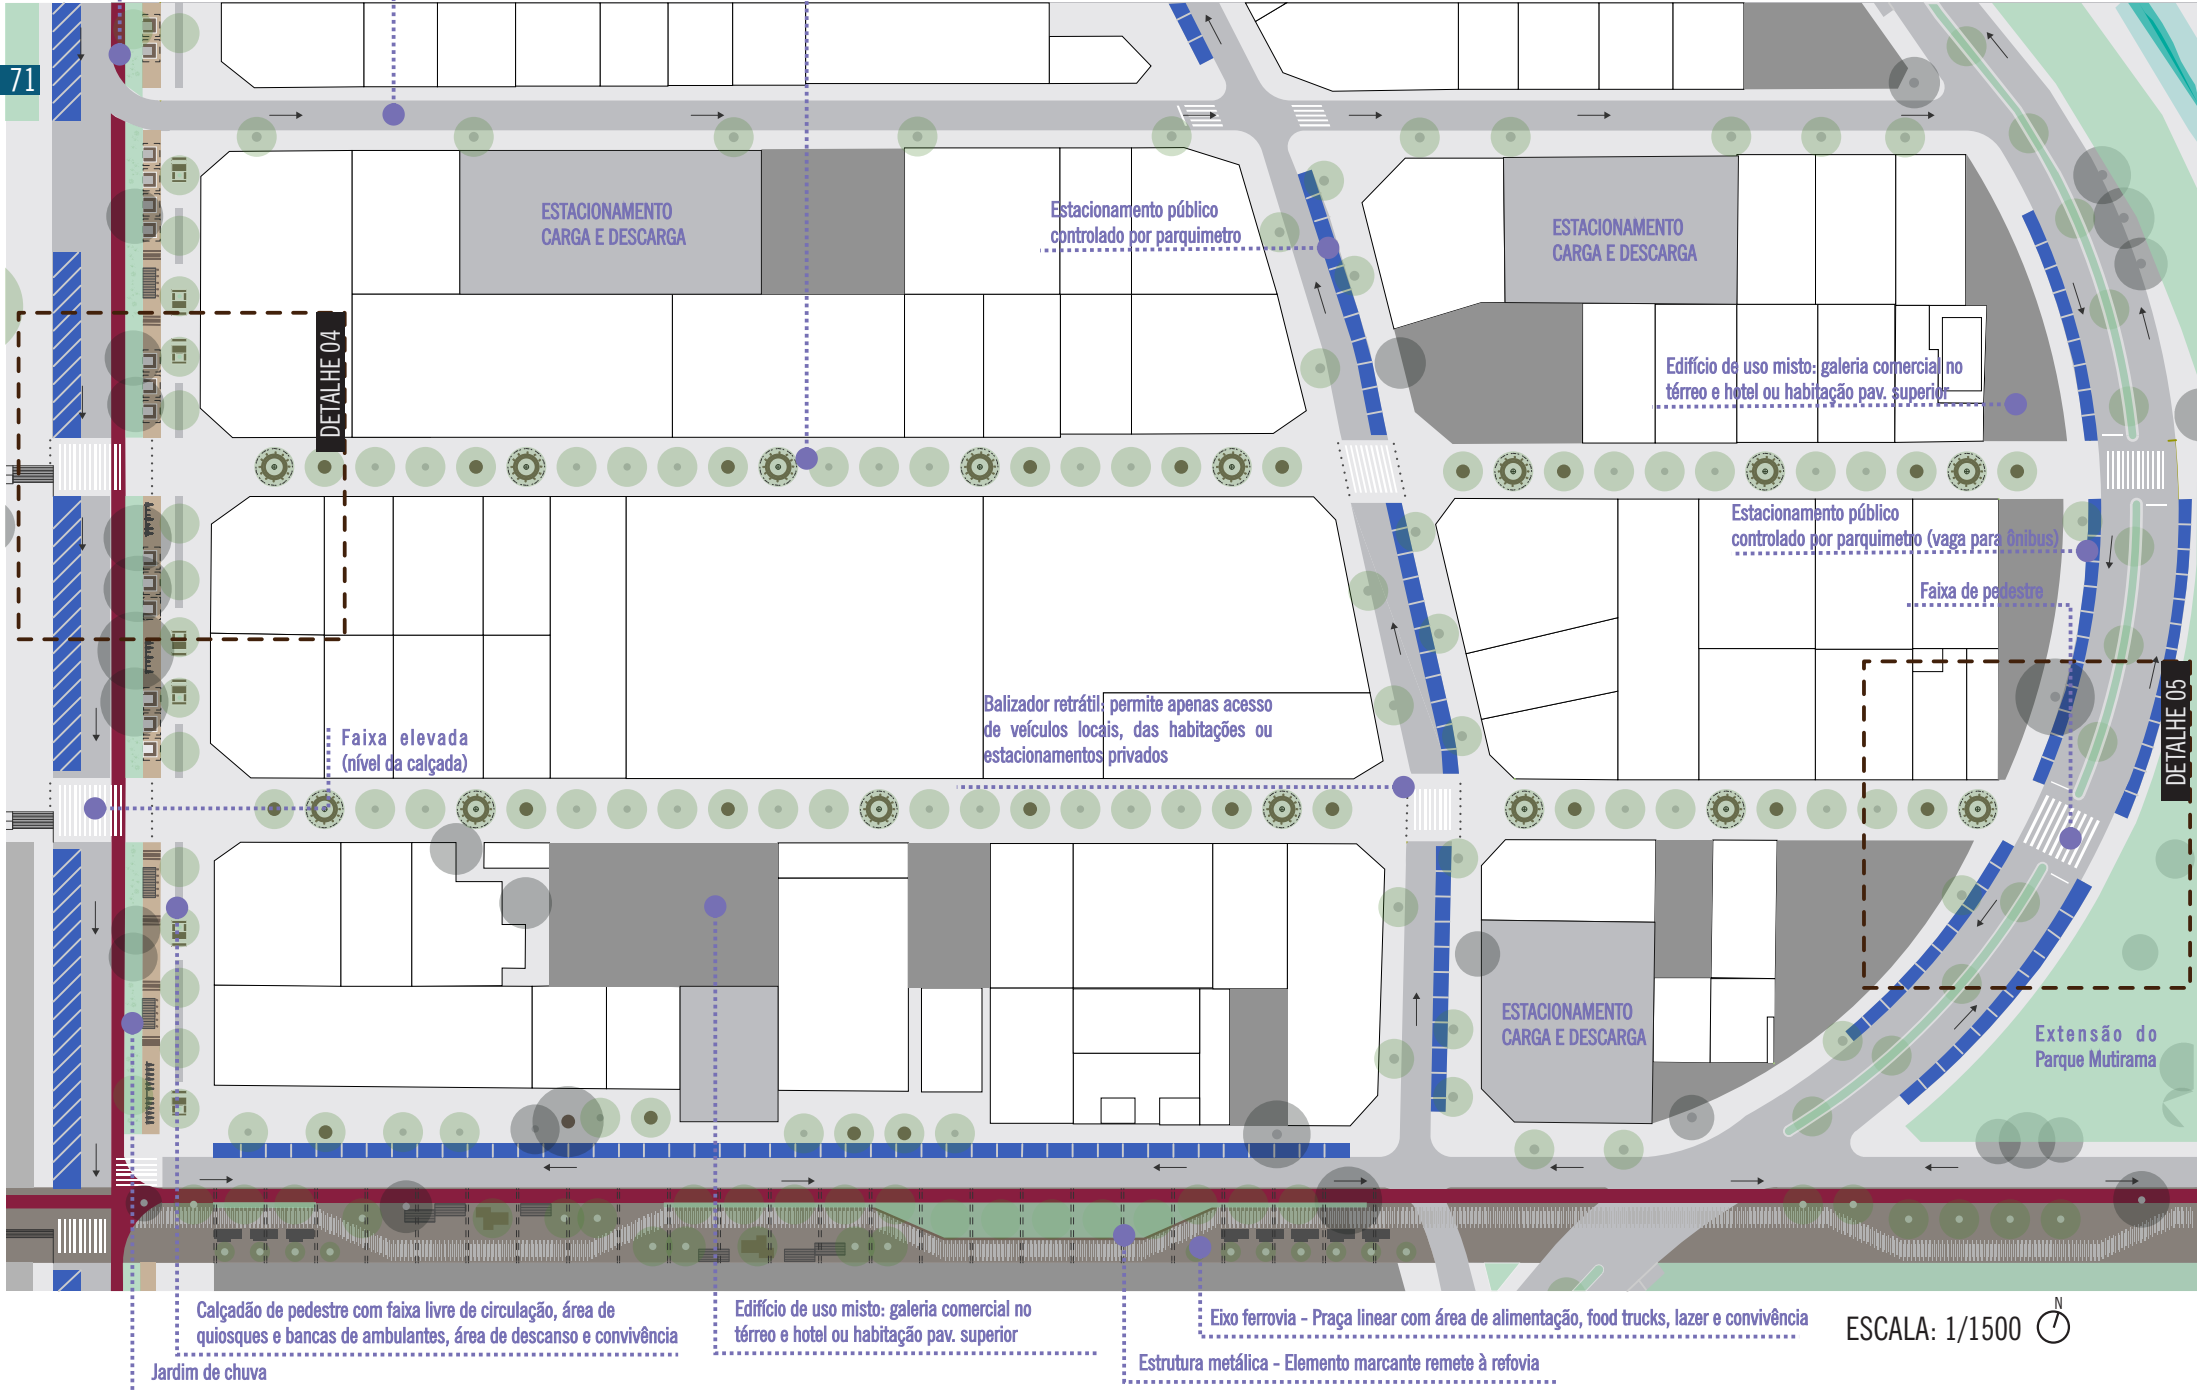 71
ESTACIONAMENTO
CARGA E DESCARGA
Estacionamento público
controlado por parquimetro
ESTACIONAMENTO
CARGA E DESCARGA
DETALHE 04
Edifício de uso misto: galeria comercial no
térreo e hotel ou habitação pav. superior
Estacionamento público
controlado por parquimetro (vaga para ônibus)
Faixa de pedestre
DETALHE 05
Faixa elevada
(nível da calçada)
Balizador retrátil: permite apenas acesso
de veículos locais, das habitações ou
estacionamentos privados
ESTACIONAMENTO
CARGA E DESCARGA
Extensão do
Parque Mutirama
Calçadão de pedestre com faixa livre de circulação, área de
quiosques e bancas de ambulantes, área de descanso e convivência
Jardim de chuva
Edifício de uso misto: galeria comercial no
térreo e hotel ou habitação pav. superior
Eixo ferrovia - Praça linear com área de alimentação, food trucks, lazer e convivência
Estrutura metálica - Elemento marcante remete à refovia
ESCALA: 1/1500
N